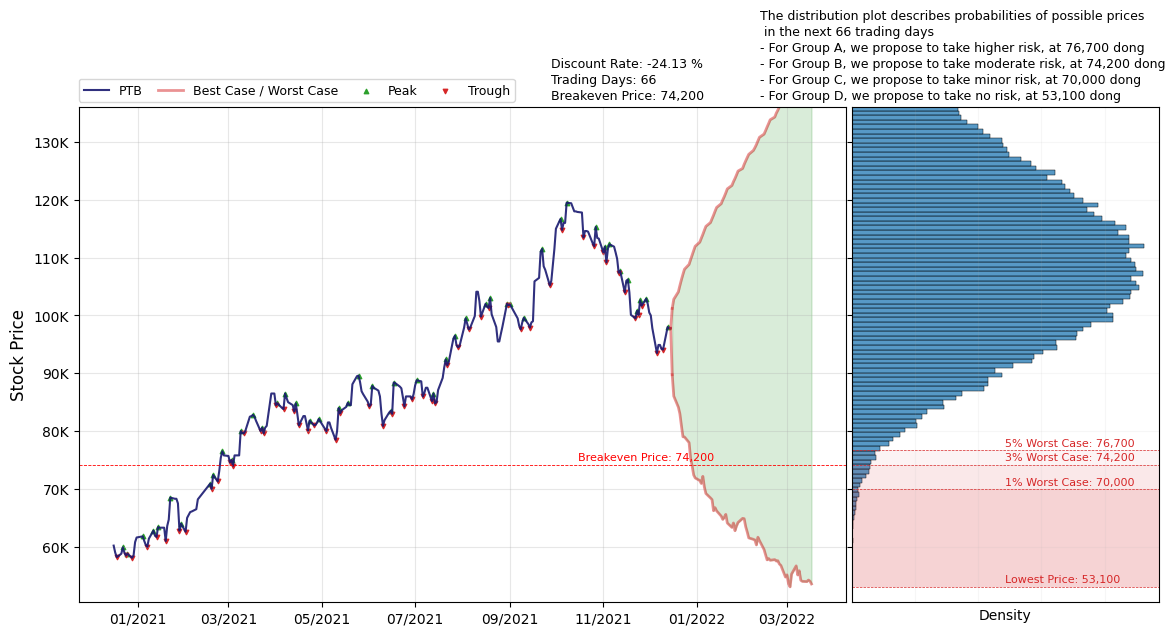 The distribution plot describes probabilities of possible prices
in the next 66 trading days
- For Group A, we propose to take higher risk, at 76,700 dong
- For Group B, we propose to take moderate risk, at 74,200 dong
- For Group C, we propose to take minor risk, at 70,000 dong
- For Group D, we propose to take no risk, at 53,100 dong
Discount Rate: -24.13 %
Trading Days: 66
Breakeven Price: 74,200
PTB
Best Case / Worst Case
Peak
Trough
Stock Price
130K
120K
110K
100K
90K
80K
70K
60K
Breakeven Price: 74,200
5% Worst Case: 76,700
3% Worst Case: 74,200
1% Worst Case: 70,000
Lowest Price: 53,100
01/2021
03/2021
05/2021
07/2021
09/2021
11/2021
01/2022
03/2022
Density